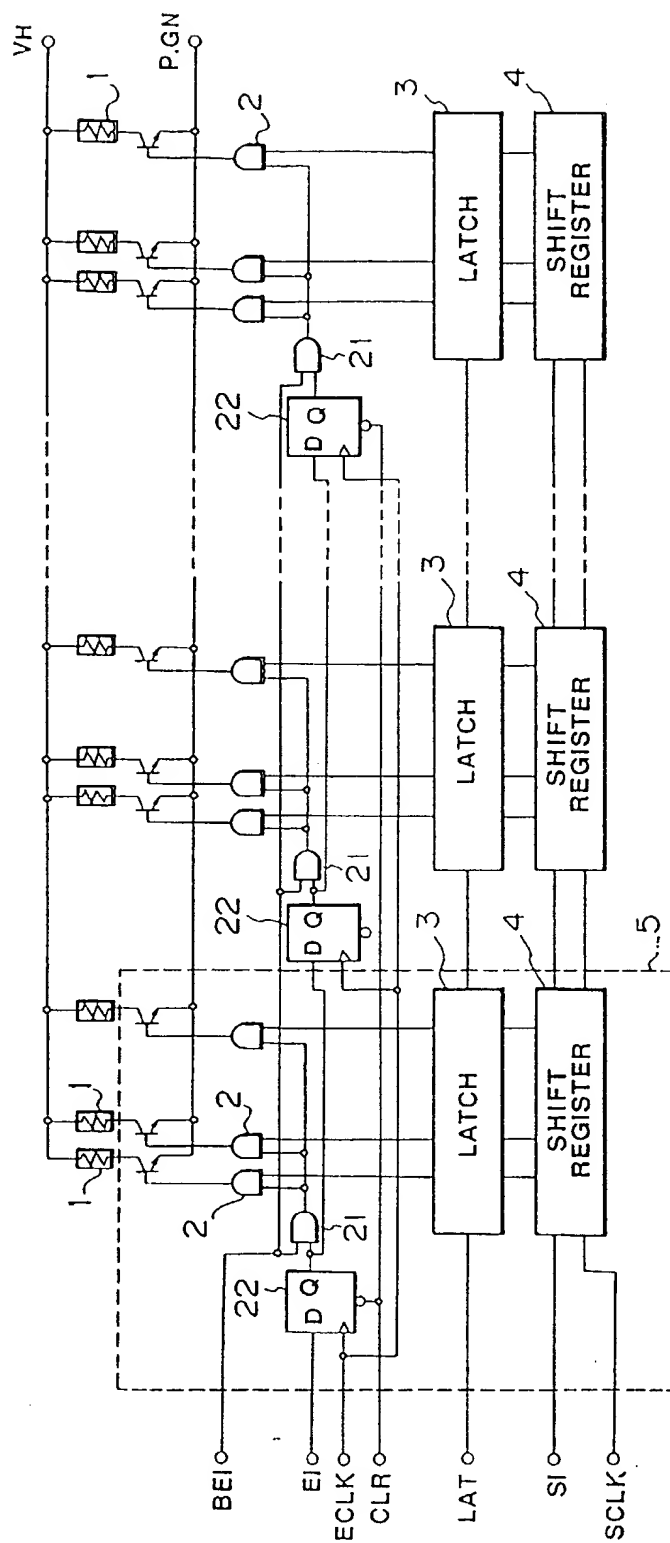 VH
P.GN
1
1
1
2
2
2
BEI
EI
ECLK
CLR
LAT
SI
SCLK
22
D Q
21
22
D Q
21
22
D Q
21
3
LATCH
3
LATCH
3
LATCH
4
SHIFT
REGISTER
4
SHIFT
REGISTER
4
SHIFT
REGISTER
5